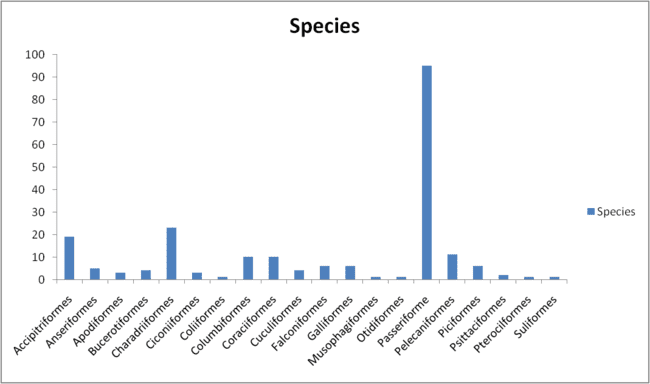 Species
100
90
80
70
60
50
40
30
20
10
0
Species
Accipitriformes
Anseriformes
Apodiformes
Bucerotiformes
Charadriiformes
Ciconiiformes
Coliiformes
Columbiformes
Coraciiformes
Cuculiformes
Falconiformes
Galliformes
Musophagiformes
Otidiformes
Passeriforme
Pelecaniformes
Piciformes
Psittaciformes
Pterocliformes
Suliformes